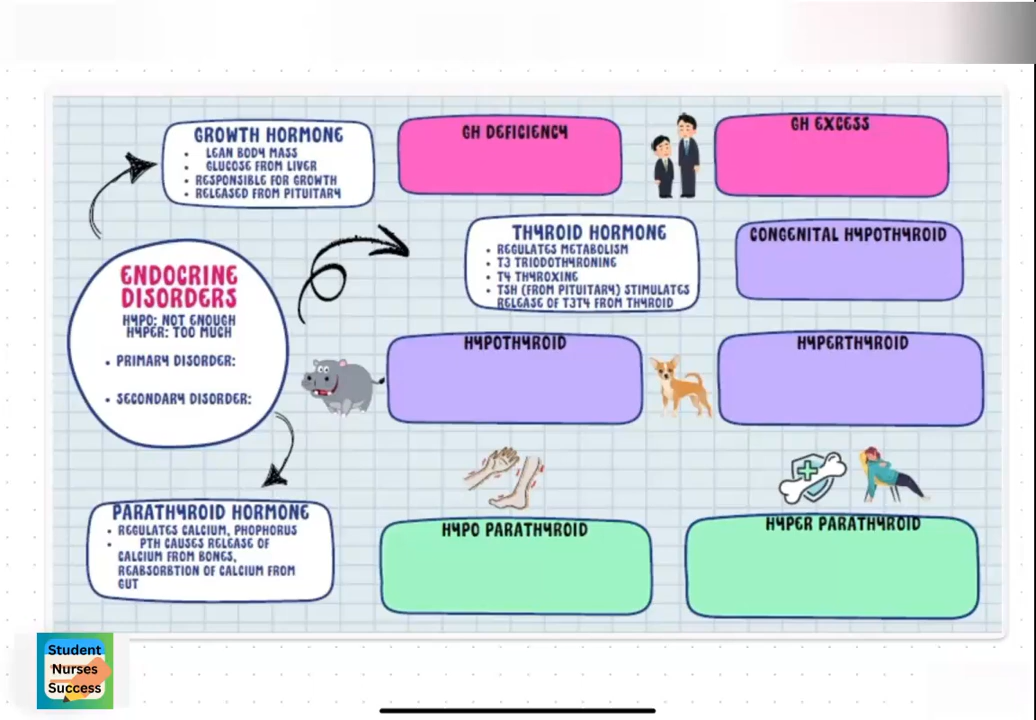 GROWTH HORMONE
• LEAN BODY MASS
• GLUCOSE FROM LIVER
• RESPONSIBLE FOR GROWTH
• RELEASED FROM PITUITARY
GH DEFICIENCY
GH EXCESS
THYROID HORMONE
• REGULATES METABOLISM
• T3 TRIODOTHYRONINE
• T4 THYROXINE
• TSH (FROM PITUITARY) STIMULATES
RELEASE OF T3T4 FROM THYROID
CONGENITAL HYPOTHYROID
ENDOCRINE
DISORDERS
HYPO: NOT ENOUGH
HYPER: TOO MUCH
• PRIMARY DISORDER:
• SECONDARY DISORDER:
HYPOTHYROID
HYPERTHYROID
PARATHYROID HORMONE
• REGULATES CALCIUM, PHOPHORUS
• PTH CAUSES RELEASE OF
CALCIUM FROM BONES,
REABSORBTION OF CALCIUM FROM
GUT
HYPO PARATHYROID
HYPER PARATHYROID
Student
Nurses
Success